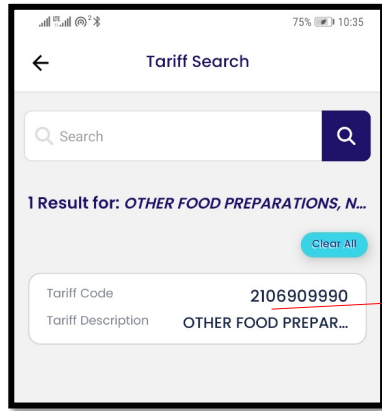 75% 10:35
Tariff Search
Search
1 Result for: OTHER FOOD PREPARATIONS, N...
Clear All
Tariff Code 2106909990
Tariff Description OTHER FOOD PREPAR...